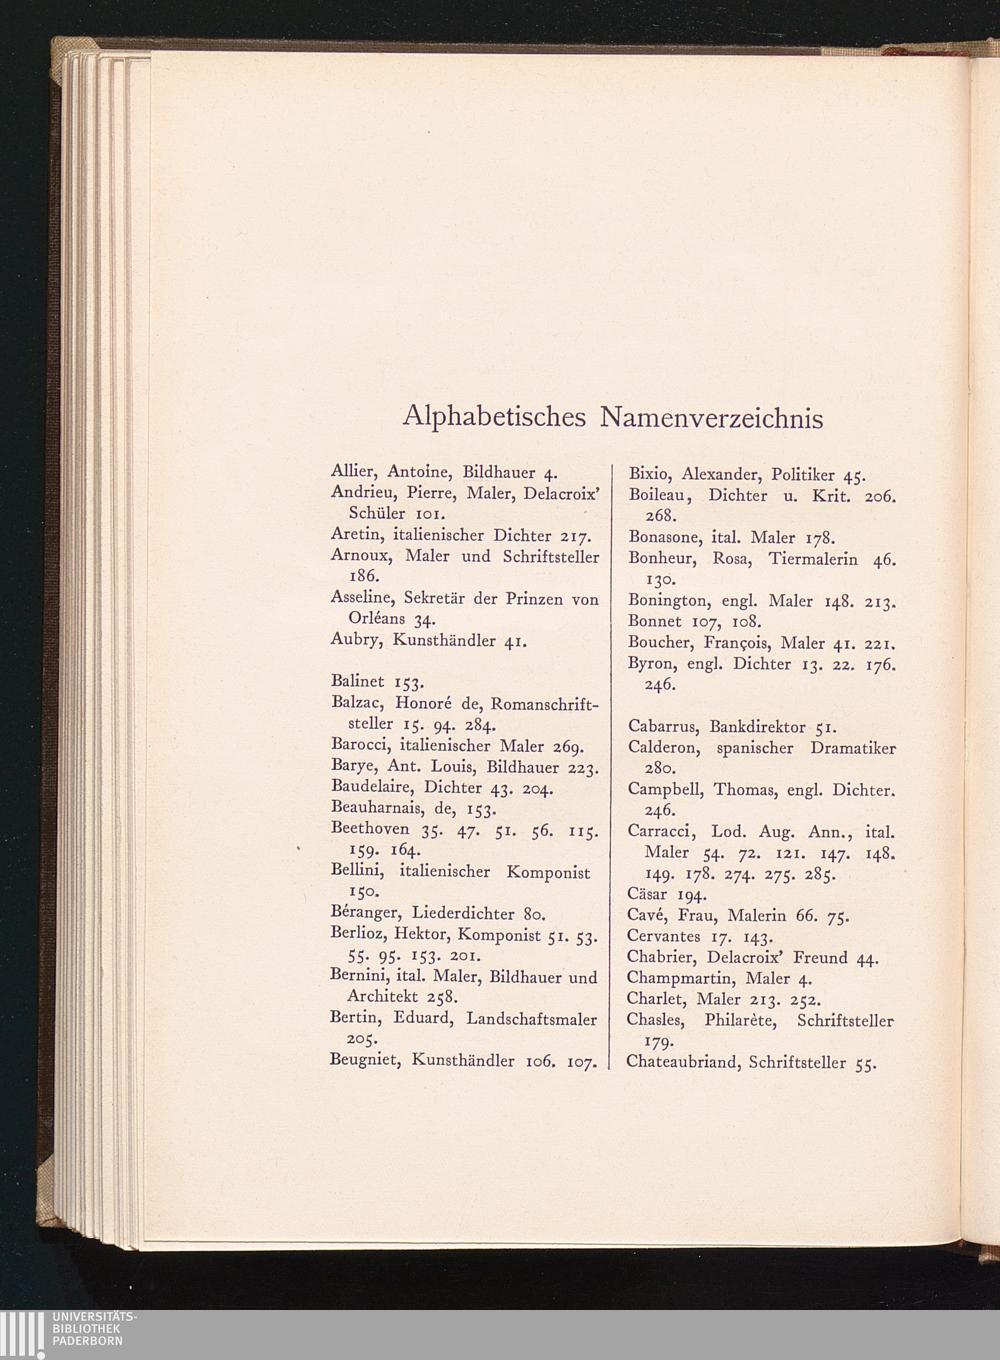 Alphabetisches Namenverzeichnis
Allier, Antoine, Bildhauer 4.
Andrieu, Pierre, Maler, Delacroix’
Schüler 101.
Aretin, italienischer Dichter 217.
Arnoux, Maler und Schriftsteller
186.
Asseline, Sekretär der Prinzen von
Orléans 34.
Aubry, Kunsthändler 41.
Balinet 153.
Balzac, Honoré de, Romanschrift-
steller 15. 94. 284.
Barocci, italienischer Maler 269.
Barye, Ant. Louis, Bildhauer 223.
Baudelaire, Dichter 43. 204.
Beauharnais, de, 153.
Beethoven 35. 47. 51. 56. 115.
159. 164.
Bellini, italienischer Komponist
150.
Béranger, Liederdichter 80.
Berlioz, Hektor, Komponist 51. 53.
55. 95. 153. 201.
Bernini, ital. Maler, Bildhauer und
Architekt 258.
Bertin, Eduard, Landschaftsmaler
205.
Beugniet, Kunsthändler 106. 107.
Bixio, Alexander, Politiker 45.
Boileau, Dichter u. Krit. 206.
268.
Bonasone, ital. Maler 178.
Bonheur, Rosa, Tiermalerin 46.
130.
Bonington, engl. Maler 148. 213.
Bonnet 107, 108.
Boucher, François, Maler 41. 221.
Byron, engl. Dichter 13. 22. 176.
246.
Cabarrus, Bankdirektor 51.
Calderon, spanischer Dramatiker
280.
Campbell, Thomas, engl. Dichter.
246.
Carracci, Lod. Aug. Ann., ital.
Maler 54. 72. 121. 147. 148.
149. 178. 274. 275. 285.
Cäsar 194.
Cavé, Frau, Malerin 66. 75.
Cervantes 17. 143.
Chabrier, Delacroix’ Freund 44.
Champmartin, Maler 4.
Charlet, Maler 213. 252.
Chasles, Philarète, Schriftsteller
179.
Chateaubriand, Schriftsteller 55.
UNIVERSITÄTS-
BIBLIOTHEK
PADERBORN